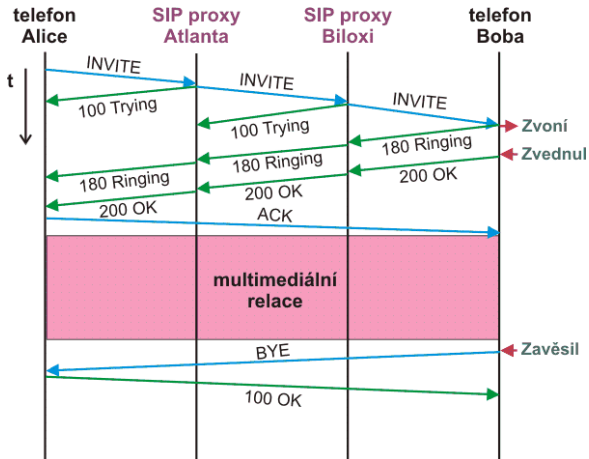 telefon
Alice
SIP proxy
Atlanta
SIP proxy
Biloxi
telefon
Boba
t
INVITE
INVITE
INVITE
100 Trying
100 Trying
Zvoní
180 Ringing
180 Ringing
180 Ringing
Zvednul
200 OK
200 OK
200 OK
ACK
multimediální
relace
BYE
Zavěsil
100 OK